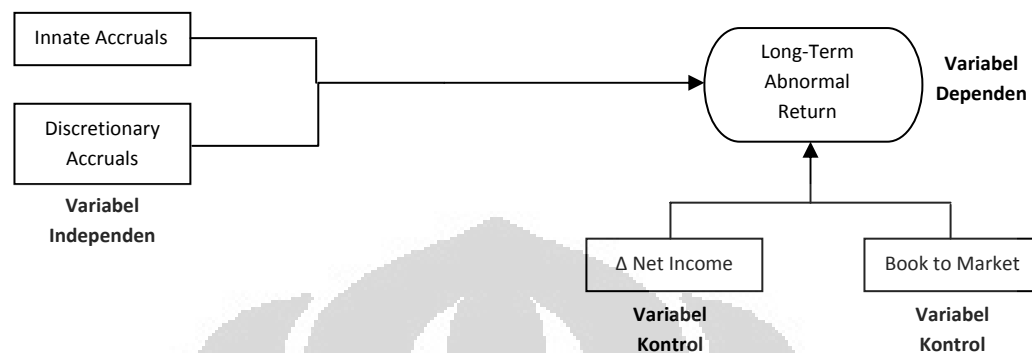 Innate Accruals
Discretionary
Accruals
Variabel
Independen
Long-Term
Abnormal
Return
Variabel
Dependen
Δ Net Income
Variabel
Kontrol
Book to Market
Variabel
Kontrol